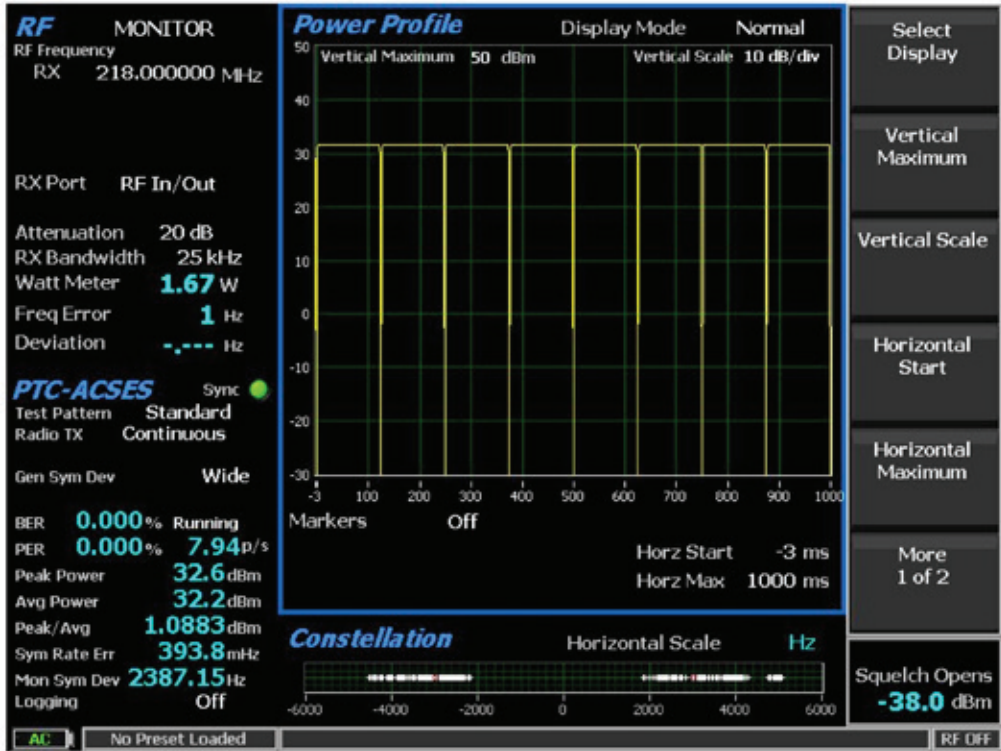 RF MONITOR
RF Frequency
RX 218.000000 MHz
RX Port RF In/Out
Attenuation 20 dB
RX Bandwidth 25 kHz
Watt Meter 1.67 W
Freq Error 1 Hz
Deviation -.--- Hz
PTC-ACSES Sync
Test Pattern Standard
Radio TX Continuous
Gen Sym Dev Wide
BER 0.000% Running
PER 0.000% 7.94p/s
Peak Power 32.6dBm
Avg Power 32.2dBm
Peak/Avg 1.0883dBm
Sym Rate Err 393.8mHz
Mon Sym Dev 2387.15Hz
Logging Off
Power Profile Display Mode Normal
Vertical Maximum 50 dBm Vertical Scale 10 dB/div
50
40
30
20
10
0
-10
-20
-30
-3 100 200 300 400 500 600 700 800 900 1000
Markers Off
Horz Start -3 ms
Horz Max 1000 ms
Constellation Horizontal Scale Hz
-6000 -4000 -2000 0 2000 4000 6000
Select
Display
Vertical
Maximum
Vertical Scale
Horizontal
Start
Horizontal
Maximum
More
1 of 2
Squelch Opens
-38.0 dBm
AC No Preset Loaded RF OFF